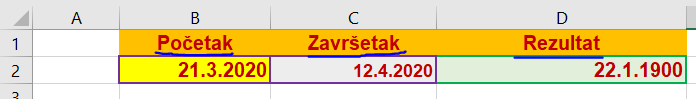 A B C D
1 Početak Završetak Rezultat
2 21.3.2020 12.4.2020 22.1.1900
3